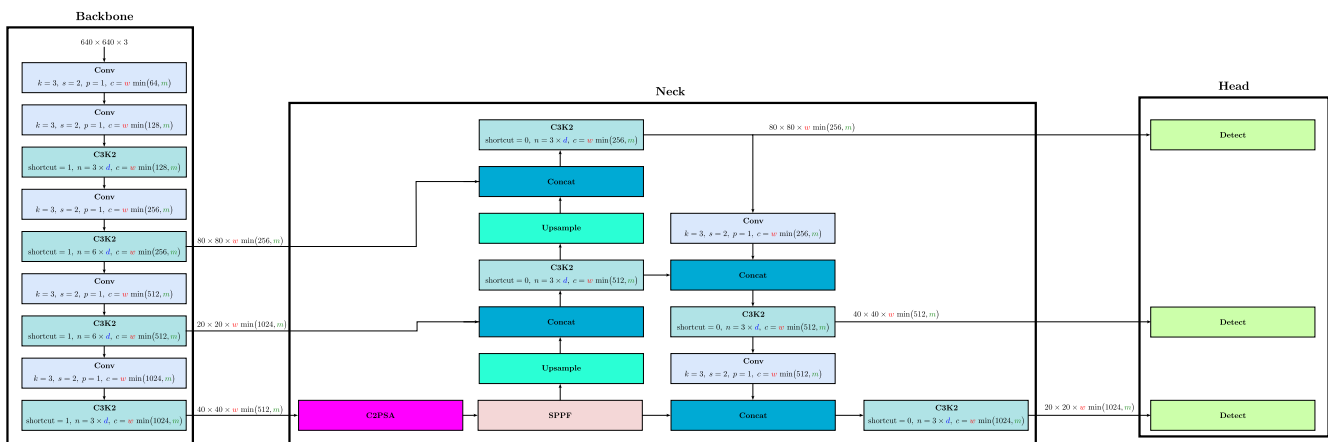 Backbone
640 × 640 × 3
Conv
k = 3, s = 2, p = 1, c = w min(64, m)
Conv
k = 3, s = 2, p = 1, c = w min(128, m)
C3K2
shortcut = 1, n = 3 × d, c = w min(128, m)
Conv
k = 3, s = 2, p = 1, c = w min(256, m)
C3K2
shortcut = 1, n = 6 × d, c = w min(256, m)
Conv
k = 3, s = 2, p = 1, c = w min(512, m)
C3K2
shortcut = 1, n = 6 × d, c = w min(512, m)
Conv
k = 3, s = 2, p = 1, c = w min(1024, m)
C3K2
shortcut = 1, n = 3 × d, c = w min(1024, m)
80 × 80 × w min(256, m)
20 × 20 × w min(1024, m)
40 × 40 × w min(512, m)
Neck
C3K2
shortcut = 0, n = 3 × d, c = w min(256, m)
Concat
Upsample
C3K2
shortcut = 0, n = 3 × d, c = w min(512, m)
Concat
Upsample
C2PSA
SPPF
80 × 80 × w min(256, m)
Conv
k = 3, s = 2, p = 1, c = w min(256, m)
Concat
C3K2
shortcut = 0, n = 3 × d, c = w min(512, m)
40 × 40 × w min(512, m)
Conv
k = 3, s = 2, p = 1, c = w min(512, m)
Concat
C3K2
shortcut = 0, n = 3 × d, c = w min(1024, m)
20 × 20 × w min(1024, m)
Head
Detect
Detect
Detect